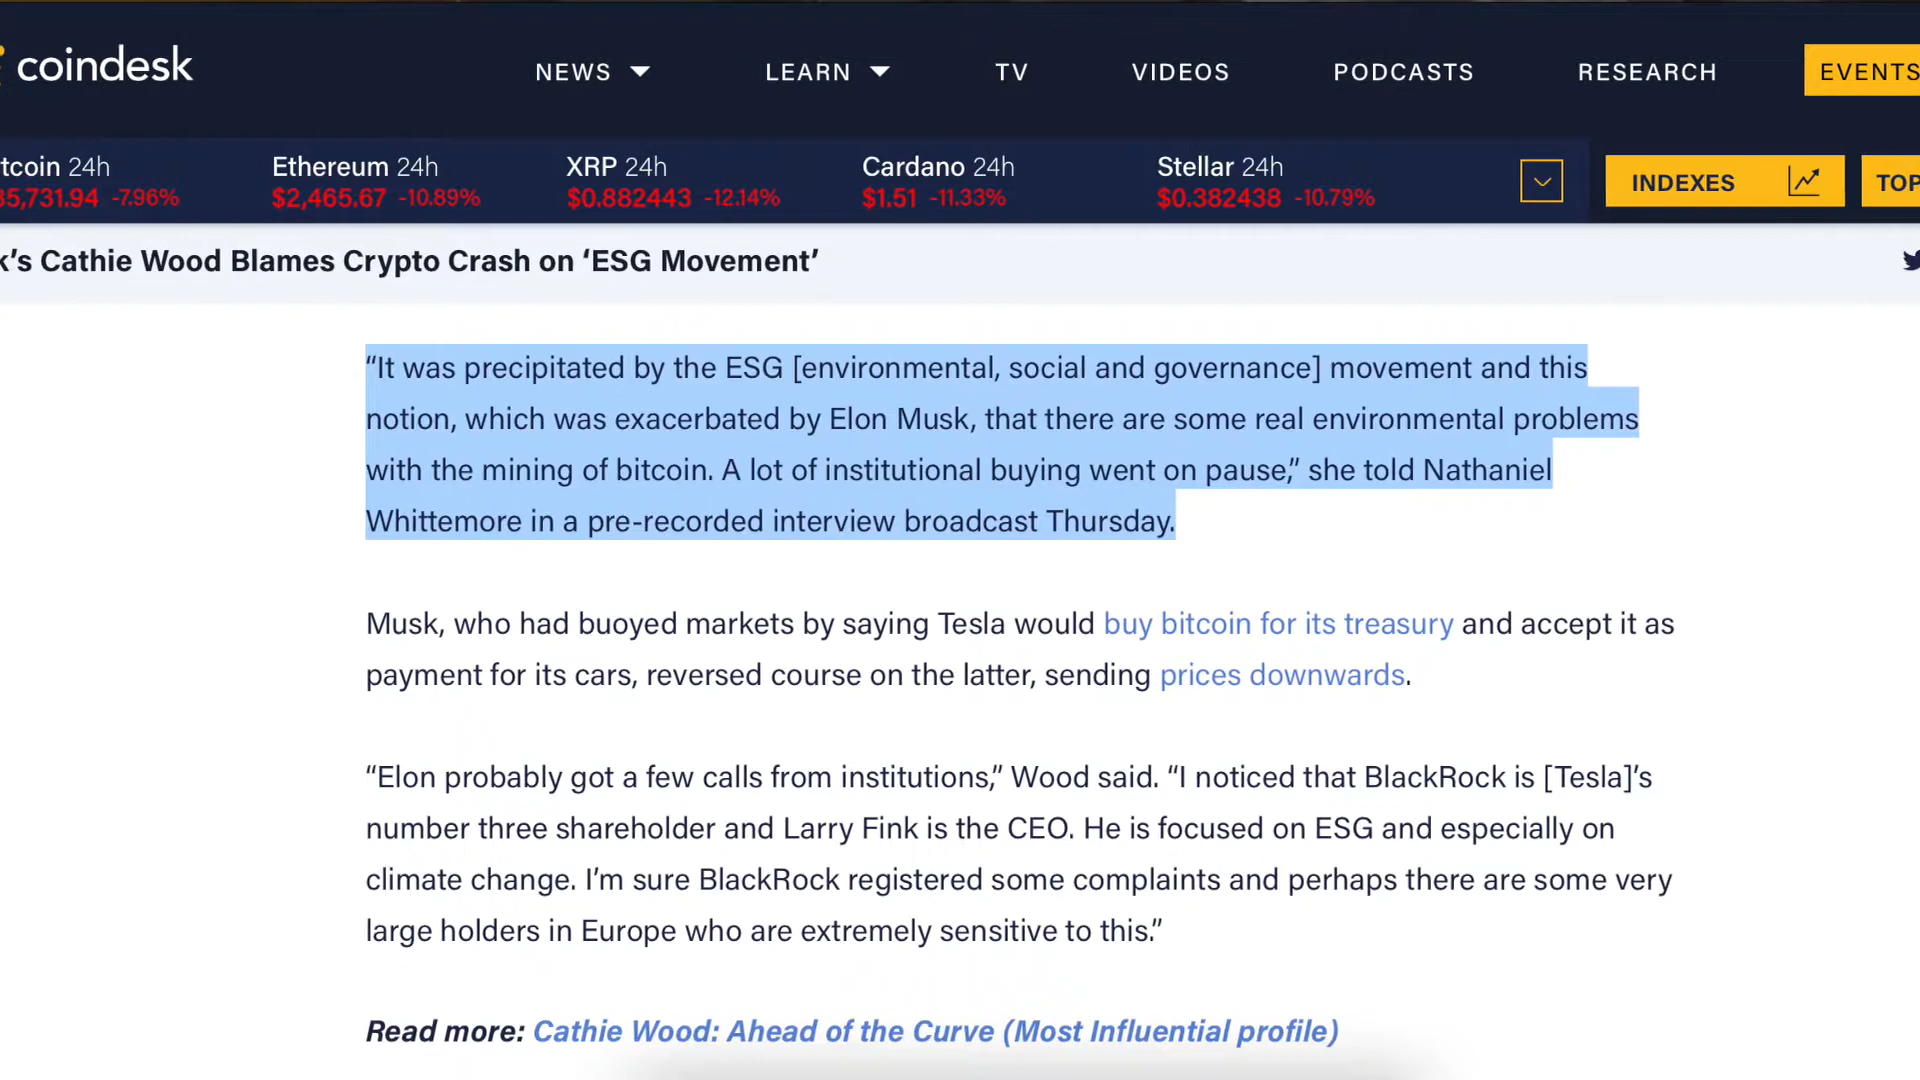 coindesk
NEWS LEARN TV VIDEOS PODCASTS RESEARCH EVENTS
tcoin 24h Ethereum 24h XRP 24h Cardano 24h Stellar 24h
35,731.94 -7.96% $2,465.67 -10.89% $0.882443 -12.14% $1.51 -11.33% $0.382438 -10.79%
INDEXES TOP
k’s Cathie Wood Blames Crypto Crash on ‘ESG Movement’
“It was precipitated by the ESG [environmental, social and governance] movement and this
notion, which was exacerbated by Elon Musk, that there are some real environmental problems
with the mining of bitcoin. A lot of institutional buying went on pause,” she told Nathaniel
Whittemore in a pre-recorded interview broadcast Thursday.
Musk, who had buoyed markets by saying Tesla would buy bitcoin for its treasury and accept it as
payment for its cars, reversed course on the latter, sending prices downwards.
“Elon probably got a few calls from institutions,” Wood said. “I noticed that BlackRock is [Tesla]’s
number three shareholder and Larry Fink is the CEO. He is focused on ESG and especially on
climate change. I’m sure BlackRock registered some complaints and perhaps there are some very
large holders in Europe who are extremely sensitive to this.”
Read more: Cathie Wood: Ahead of the Curve (Most Influential profile)